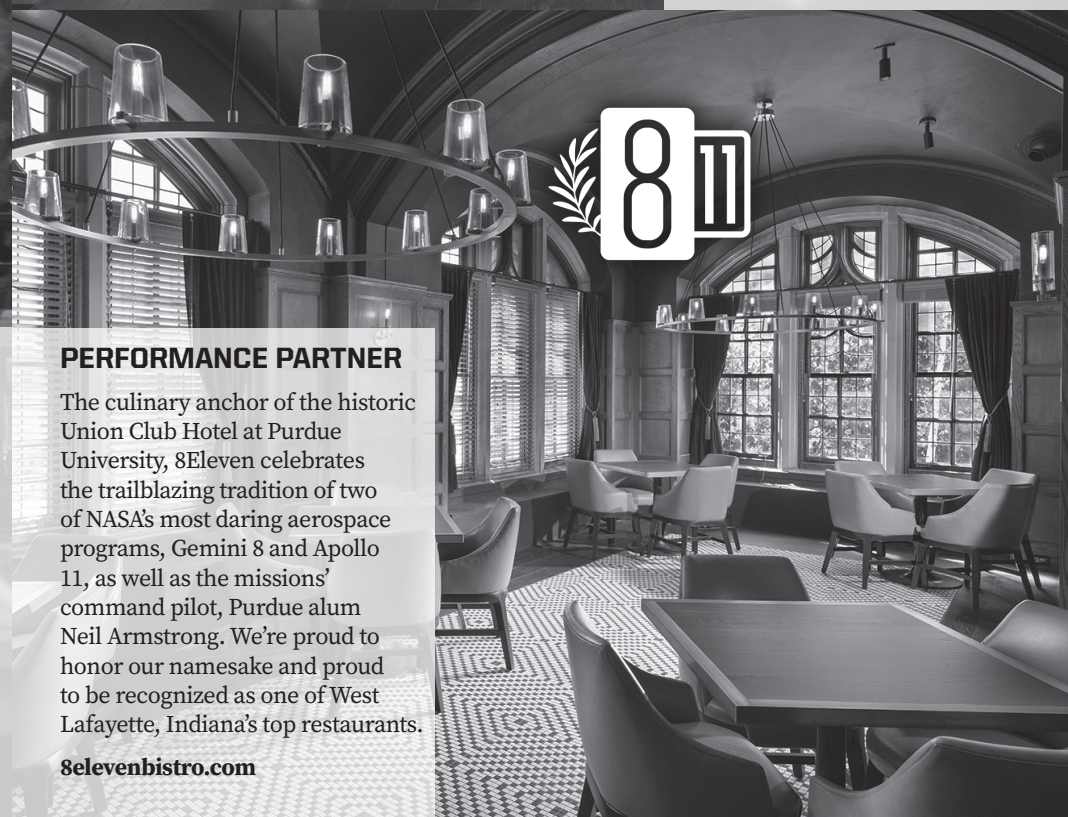 8 11
PERFORMANCE PARTNER
The culinary anchor of the historic
Union Club Hotel at Purdue
University, 8Eleven celebrates
the trailblazing tradition of two
of NASA’s most daring aerospace
programs, Gemini 8 and Apollo
11, as well as the missions’
command pilot, Purdue alum
Neil Armstrong. We’re proud to
honor our namesake and proud
to be recognized as one of West
Lafayette, Indiana’s top restaurants.
8elevenbistro.com